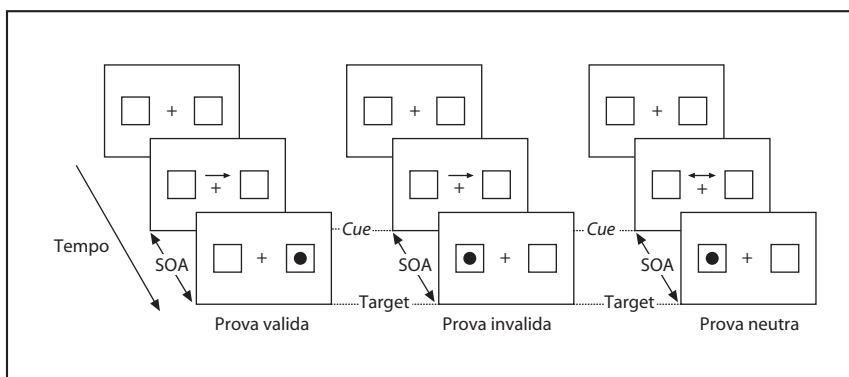 Tempo
SOA
Cue
SOA
Cue
SOA
Target
Target
Prova valida
Prova invalida
Prova neutra